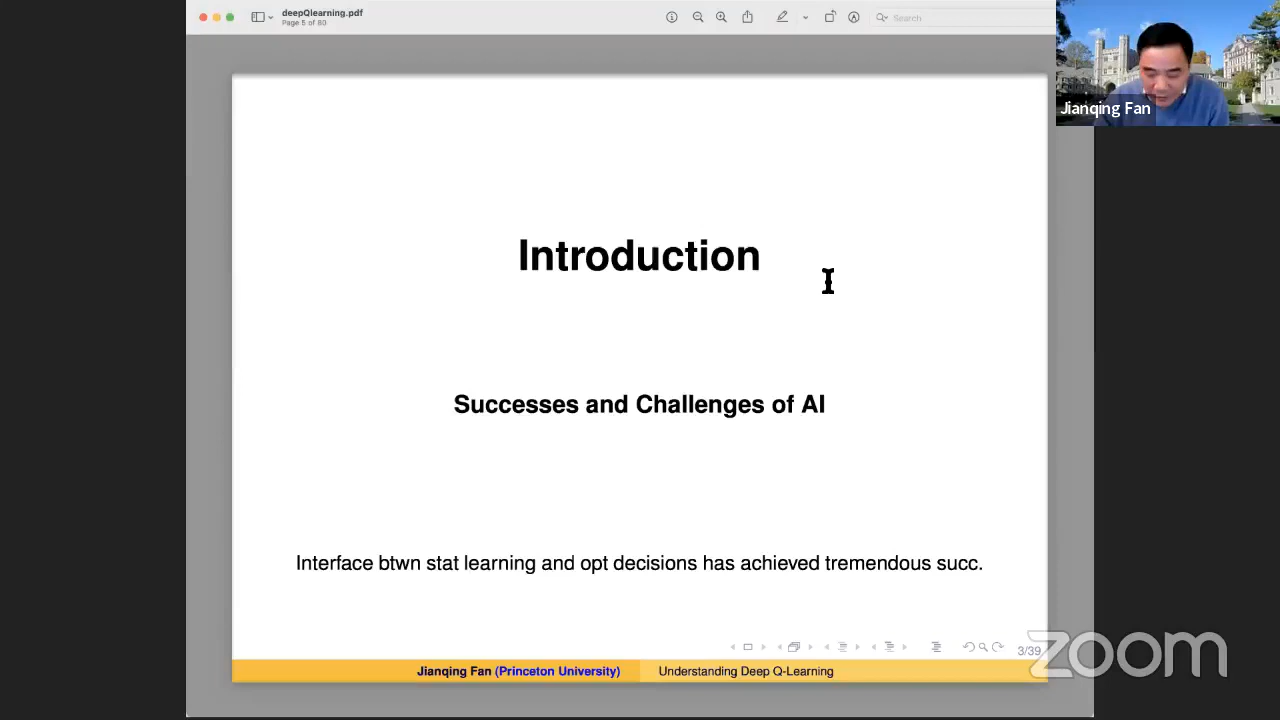 deepQlearning.pdf
Page 5 of 80
Search
Jianqing Fan
Introduction
Successes and Challenges of AI
Interface btwn stat learning and opt decisions has achieved tremendous succ.
3/39
Jianqing Fan (Princeton University) Understanding Deep Q-Learning
zoom